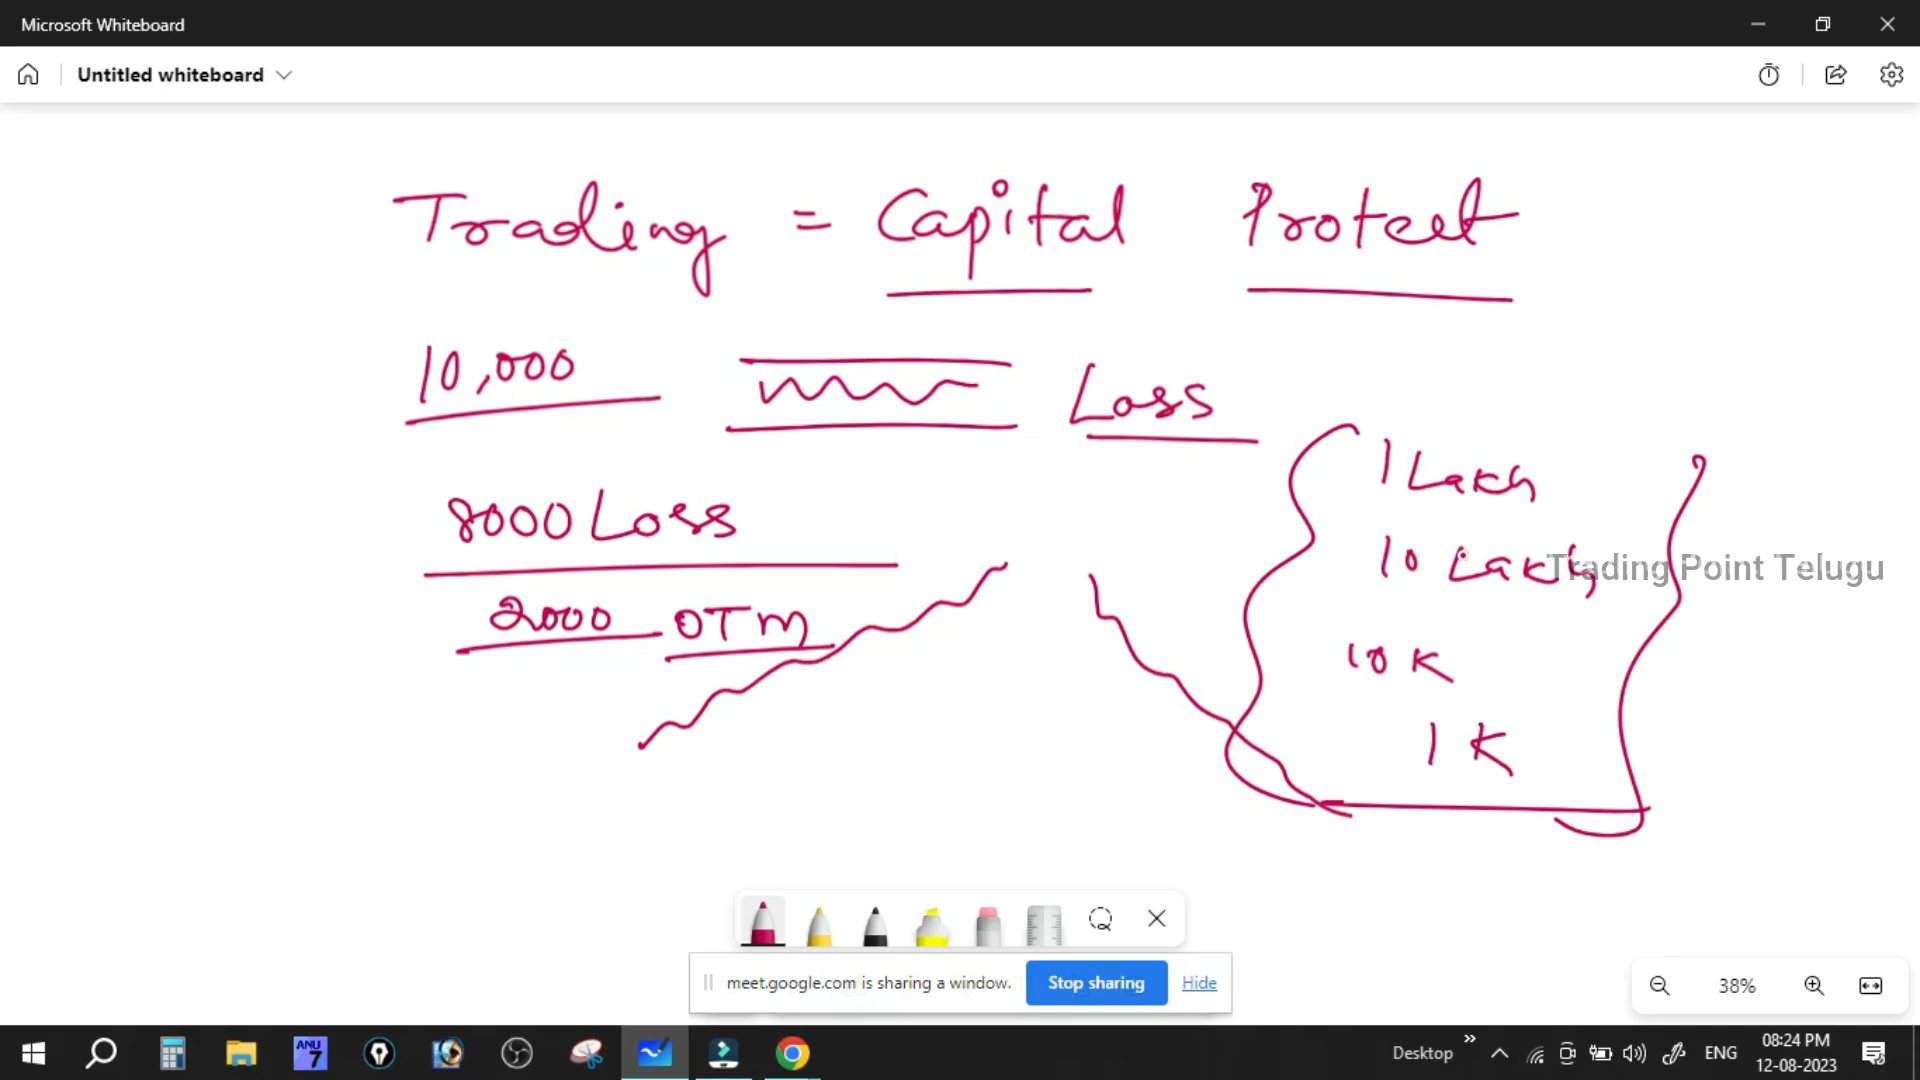 Microsoft Whiteboard
Untitled whiteboard
Trading = Capital Protect
10,000
Loss
1 Lakh
8000 Loss
10 Lakh
Trading Point Telugu
2000 OTM
10 K
1 K
meet.google.com is sharing a window. Stop sharing Hide
38%
ANU
7
Desktop
ENG
08:24 PM
12-08-2023